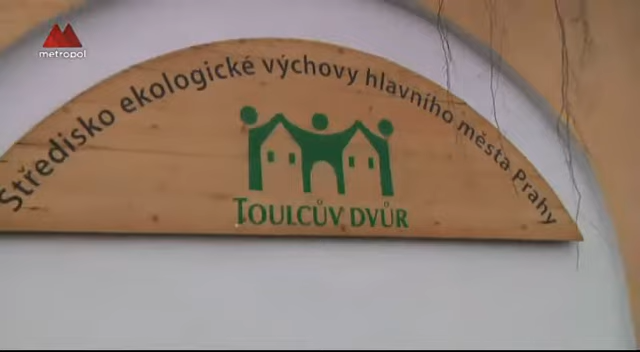 metropol
Středisko ekologické výchovy hlavního města Prahy
TOULCŮV DVŮR